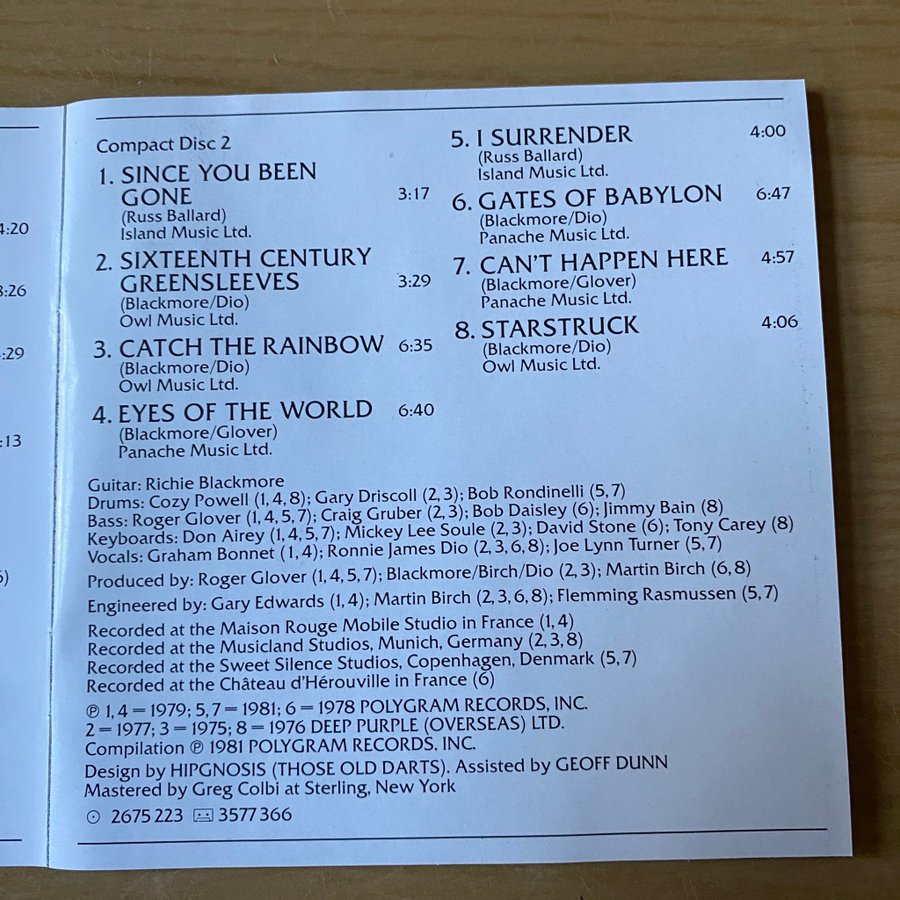 4:20
3:26
:29
:13
5)
Compact Disc 2
1. SINCE YOU BEEN
GONE 3:17
(Russ Ballard)
Island Music Ltd.
2. SIXTEENTH CENTURY
GREENSLEEVES 3:29
(Blackmore/Dio)
Owl Music Ltd.
3. CATCH THE RAINBOW 6:35
(Blackmore/Dio)
Owl Music Ltd.
4. EYES OF THE WORLD 6:40
(Blackmore/Glover)
Panache Music Ltd.
5. I SURRENDER 4:00
(Russ Ballard)
Island Music Ltd.
6. GATES OF BABYLON 6:47
(Blackmore/Dio)
Panache Music Ltd.
7. CAN'T HAPPEN HERE 4:57
(Blackmore/Glover)
Panache Music Ltd.
8. STARSTRUCK 4:06
(Blackmore/Dio)
Owl Music Ltd.
Guitar: Richie Blackmore
Drums: Cozy Powell (1, 4, 8); Gary Driscoll (2, 3); Bob Rondinelli (5, 7)
Bass: Roger Glover (1, 4, 5, 7); Craig Gruber (2, 3); Bob Daisley (6); Jimmy Bain (8)
Keyboards: Don Airey (1, 4, 5, 7); Mickey Lee Soule (2, 3); David Stone (6); Tony Carey (8)
Vocals: Graham Bonnet (1, 4); Ronnie James Dio (2, 3, 6, 8); Joe Lynn Turner (5, 7)
Produced by: Roger Glover (1, 4, 5, 7); Blackmore/Birch/Dio (2, 3); Martin Birch (6, 8)
Engineered by: Gary Edwards (1, 4); Martin Birch (2, 3, 6, 8); Flemming Rasmussen (5, 7)
Recorded at the Maison Rouge Mobile Studio in France (1, 4)
Recorded at the Musicland Studios, Munich, Germany (2, 3, 8)
Recorded at the Sweet Silence Studios, Copenhagen, Denmark (5, 7)
Recorded at the Château d'Hérouville in France (6)
℗ 1, 4 = 1979; 5, 7 = 1981; 6 = 1978 POLYGRAM RECORDS, INC.
2 = 1977; 3 = 1975; 8 = 1976 DEEP PURPLE (OVERSEAS) LTD.
Compilation ℗ 1981 POLYGRAM RECORDS. INC.
Design by HIPGNOSIS (THOSE OLD DARTS). Assisted by GEOFF DUNN
Mastered by Greg Colbi at Sterling, New York
2675 223 3577 366